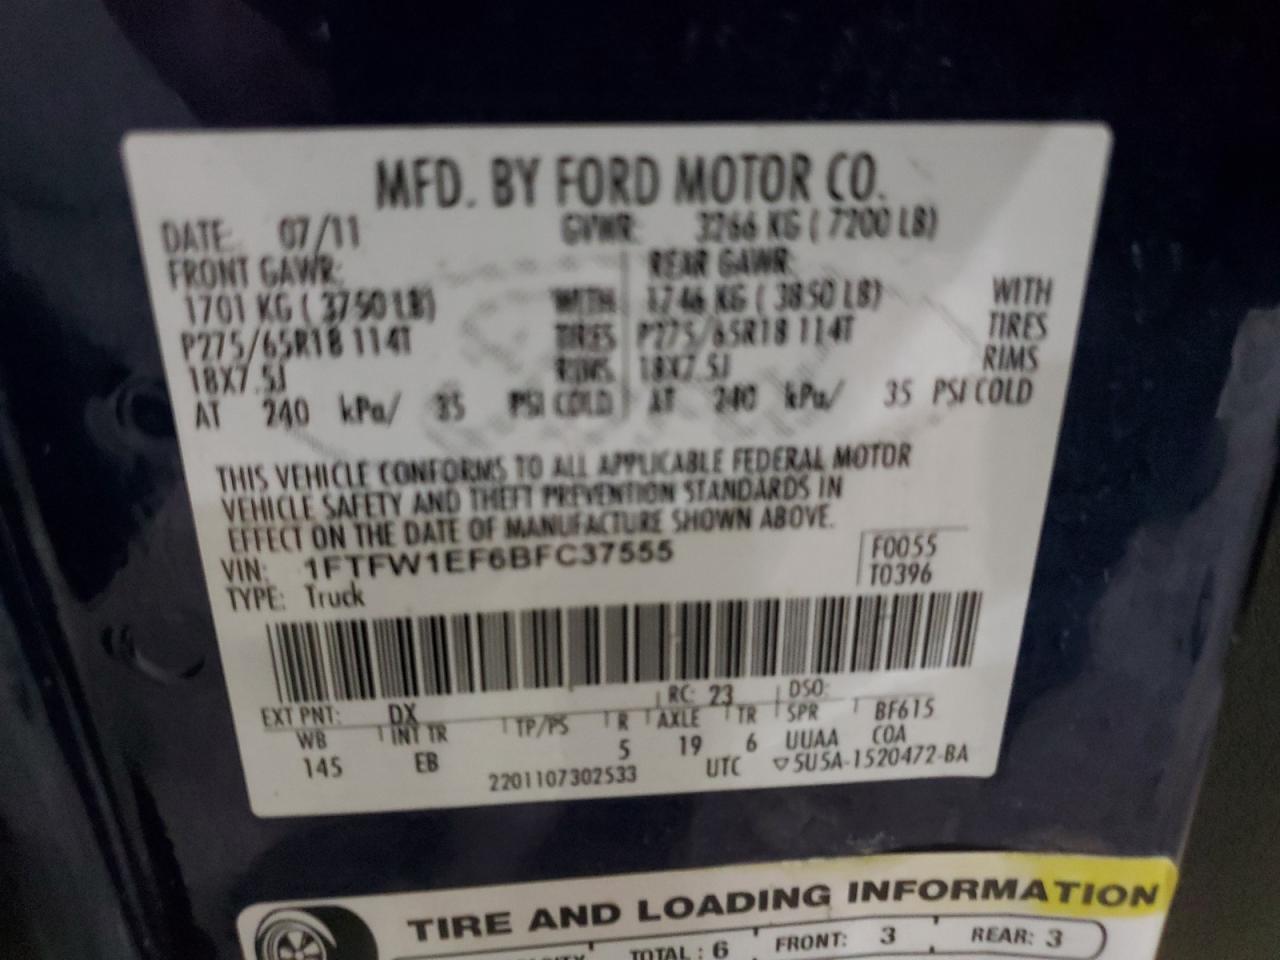 MFD. BY FORD MOTOR CO.
DATE: 07/11 GVWR: 3266 KG ( 7200 LB)
FRONT GAWR: REAR GAWR:
1701 KG ( 3750 LB) WITH 1746 KG ( 3850 LB) WITH
P275/65R18 114T TIRES P275/65R18 114T TIRES
18X7.5J RIMS 18X7.5J RIMS
AT 240 kPa/ 35 PSI COLD AT 240 kPa/ 35 PSI COLD
THIS VEHICLE CONFORMS TO ALL APPLICABLE FEDERAL MOTOR
VEHICLE SAFETY AND THEFT PREVENTION STANDARDS IN
EFFECT ON THE DATE OF MANUFACTURE SHOWN ABOVE.
VIN: 1FTFW1EF6BFC37555 F0055
TYPE: Truck T0396
EXT PNT: DX RC: 23 DSO:
WB INT TR TP/PS R AXLE TR SPR BF615
145 EB 5 19 6 UUAA COA
2201107302533 UTC ▽5U5A-1520472-BA
TIRE AND LOADING INFORMATION
TOTAL : 6 FRONT: 3 REAR: 3